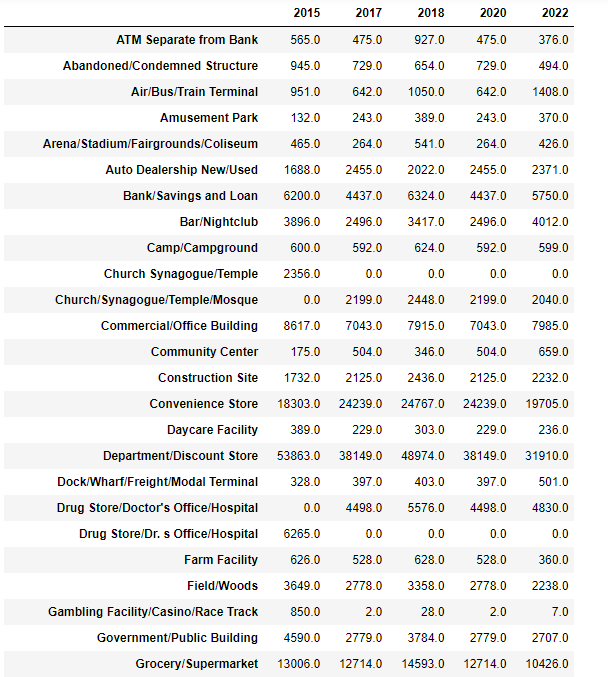 2015 2017 2018 2020 2022
ATM Separate from Bank 565.0 475.0 927.0 475.0 376.0
Abandoned/Condemned Structure 945.0 729.0 654.0 729.0 494.0
Air/Bus/Train Terminal 951.0 642.0 1050.0 642.0 1408.0
Amusement Park 132.0 243.0 389.0 243.0 370.0
Arena/Stadium/Fairgrounds/Coliseum 465.0 264.0 541.0 264.0 426.0
Auto Dealership New/Used 1688.0 2455.0 2022.0 2455.0 2371.0
Bank/Savings and Loan 6200.0 4437.0 6324.0 4437.0 5750.0
Bar/Nightclub 3896.0 2496.0 3417.0 2496.0 4012.0
Camp/Campground 600.0 592.0 624.0 592.0 599.0
Church Synagogue/Temple 2356.0 0.0 0.0 0.0 0.0
Church/Synagogue/Temple/Mosque 0.0 2199.0 2448.0 2199.0 2040.0
Commercial/Office Building 8617.0 7043.0 7915.0 7043.0 7985.0
Community Center 175.0 504.0 346.0 504.0 659.0
Construction Site 1732.0 2125.0 2436.0 2125.0 2232.0
Convenience Store 18303.0 24239.0 24767.0 24239.0 19705.0
Daycare Facility 389.0 229.0 303.0 229.0 236.0
Department/Discount Store 53863.0 38149.0 48974.0 38149.0 31910.0
Dock/Wharf/Freight/Modal Terminal 328.0 397.0 403.0 397.0 501.0
Drug Store/Doctor's Office/Hospital 0.0 4498.0 5576.0 4498.0 4830.0
Drug Store/Dr. s Office/Hospital 6265.0 0.0 0.0 0.0 0.0
Farm Facility 626.0 528.0 628.0 528.0 360.0
Field/Woods 3649.0 2778.0 3358.0 2778.0 2238.0
Gambling Facility/Casino/Race Track 850.0 2.0 28.0 2.0 7.0
Government/Public Building 4590.0 2779.0 3784.0 2779.0 2707.0
Grocery/Supermarket 13006.0 12714.0 14593.0 12714.0 10426.0